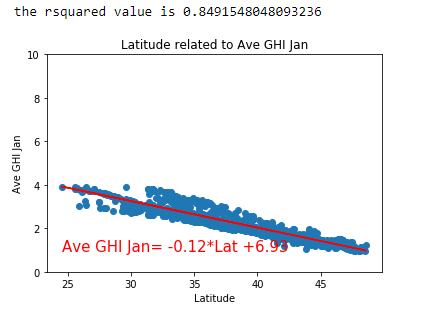 the rsquared value is 0.8491548048093236
Latitude related to Ave GHI Jan
10
8
6
4
2
0
Ave GHI Jan
Ave GHI Jan= -0.12*Lat +6.93
25 30 35 40 45
Latitude